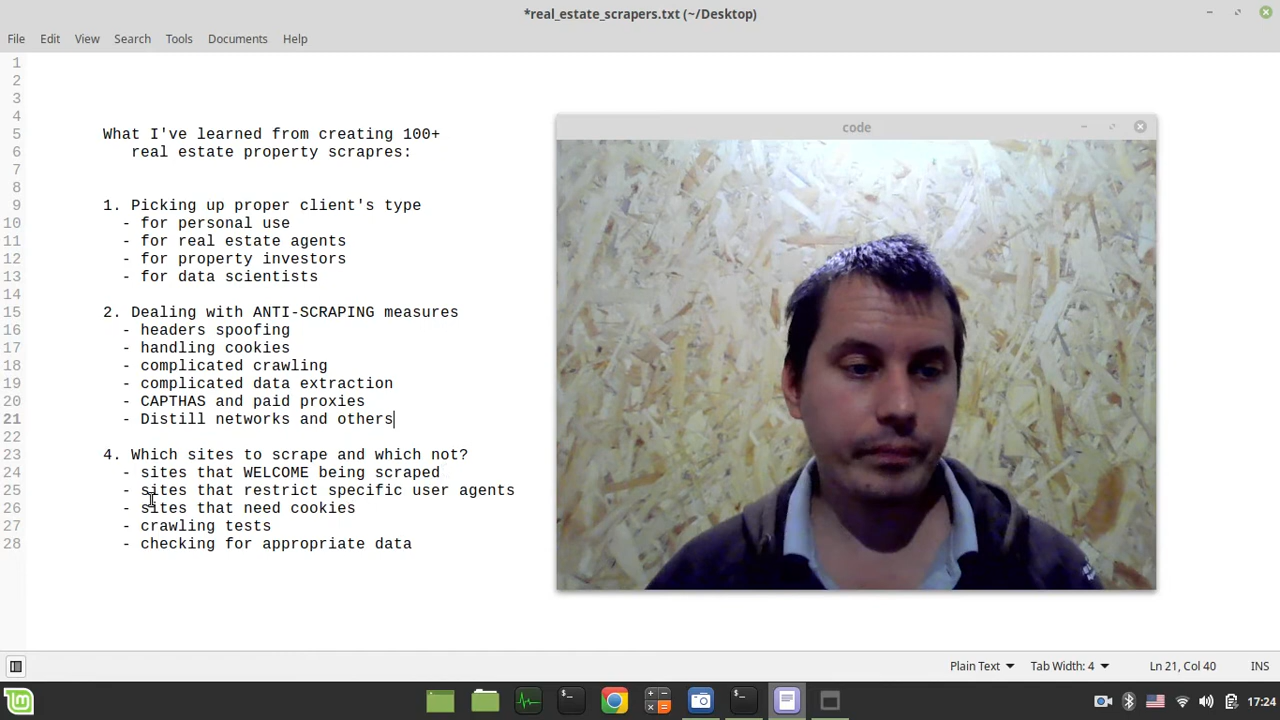 *real_estate_scrapers.txt (~/Desktop)
File Edit View Search Tools Documents Help
1
2
3
4
5 What I've learned from creating 100+
6 real estate property scrapres:
7
8
9 1. Picking up proper client's type
10 - for personal use
11 - for real estate agents
12 - for property investors
13 - for data scientists
14
15 2. Dealing with ANTI-SCRAPING measures
16 - headers spoofing
17 - handling cookies
18 - complicated crawling
19 - complicated data extraction
20 - CAPTHAS and paid proxies
21 - Distill networks and others
22
23 4. Which sites to scrape and which not?
24 - sites that WELCOME being scraped
25 - sites that restrict specific user agents
26 - sites that need cookies
27 - crawling tests
28 - checking for appropriate data
code
Plain Text Tab Width: 4 Ln 21, Col 40 INS
17:24